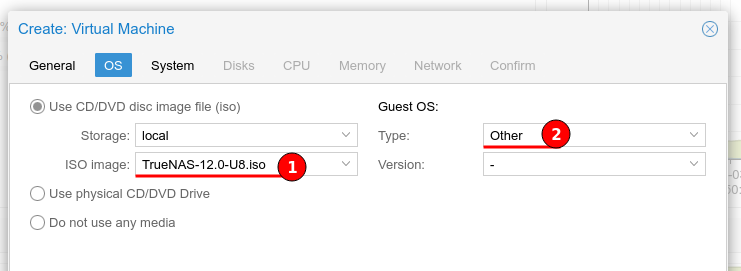 Create: Virtual Machine
General OS System Disks CPU Memory Network Confirm
Use CD/DVD disc image file (iso) Guest OS:
Storage: local Type: Other 2
ISO image: TrueNAS-12.0-U8.iso 1 Version: -
Use physical CD/DVD Drive
Do not use any media